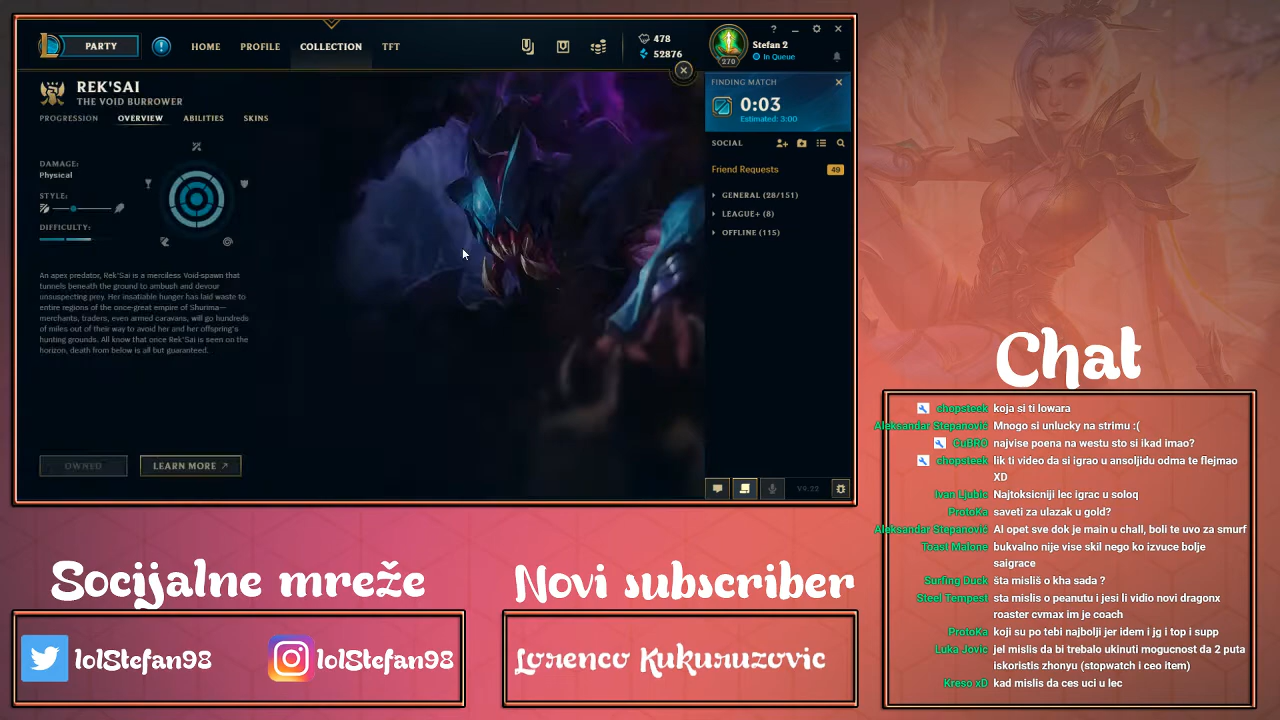 PARTY
HOME
PROFILE
COLLECTION
TFT
478
52876
270
Stefan 2
In Queue
REK'SAI
THE VOID BURROWER
PROGRESSION
OVERVIEW
ABILITIES
SKINS
DAMAGE:
Physical
STYLE:
DIFFICULTY:
An apex predator, Rek'Sai is a merciless Void-spawn that
tunnels beneath the ground to ambush and devour
unsuspecting prey. Her insatiable hunger has laid waste to
entire regions of the once-great empire of Shurima—
merchants, traders, even armed caravans, will go hundreds
of miles out of their way to avoid her and her offspring's
hunting grounds. All know that once Rek'Sai is seen on the
horizon, death from below is all but guaranteed.
OWNED
LEARN MORE
FINDING MATCH
0:03
Estimated: 3:00
SOCIAL
Friend Requests
49
GENERAL (28/151)
LEAGUE+ (8)
OFFLINE (115)
V9.22
Chat
chopsteek koja si ti lowara
Aleksandar Stepanovic Mnogo si unlucky na strimu :(
CuBRO najvise poena na westu sto si ikad imao?
chopsteek lik ti video da si igrao u ansoljidu odma te flejmao
XD
Ivan Ljubic Najtoksicniji lec igrac u soloq
ProtoKa saveti za ulazak u gold?
Aleksandar Stepanovic Al opet sve dok je main u chall, boli te uvo za smurf
Toast Malone bukvalno nije vise skil nego ko izvuce bolje
saigrace
Surfing Duck šta misliš o kha sada ?
Steel Tempest sta mislis o peanutu i jesi li vidio novi dragonx
roaster cvmax im je coach
ProtoKa koji su po tebi najbolji jer idem i jg i top i supp
Luka Jovic jel mislis da bi trebalo ukinuti mogucnost da 2 puta
iskoristis zhonyu (stopwatch i ceo item)
Kreso xD kad mislis da ces uci u lec
Socijalne mreže
lolStefan98
lolStefan98
Novi subscriber
Lorenco Kukuruzovic